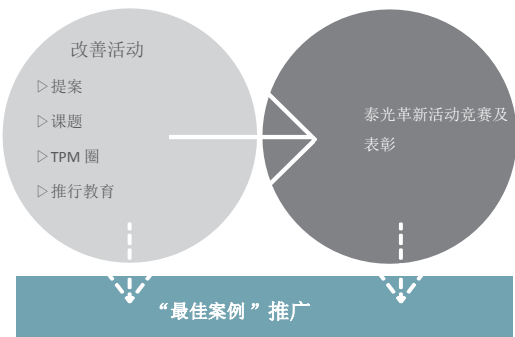 改善活动
▷提案
▷课题
▷TPM 圈
▷推行教育
泰光革新活动竞赛及
表彰
“最佳案例 ”推广